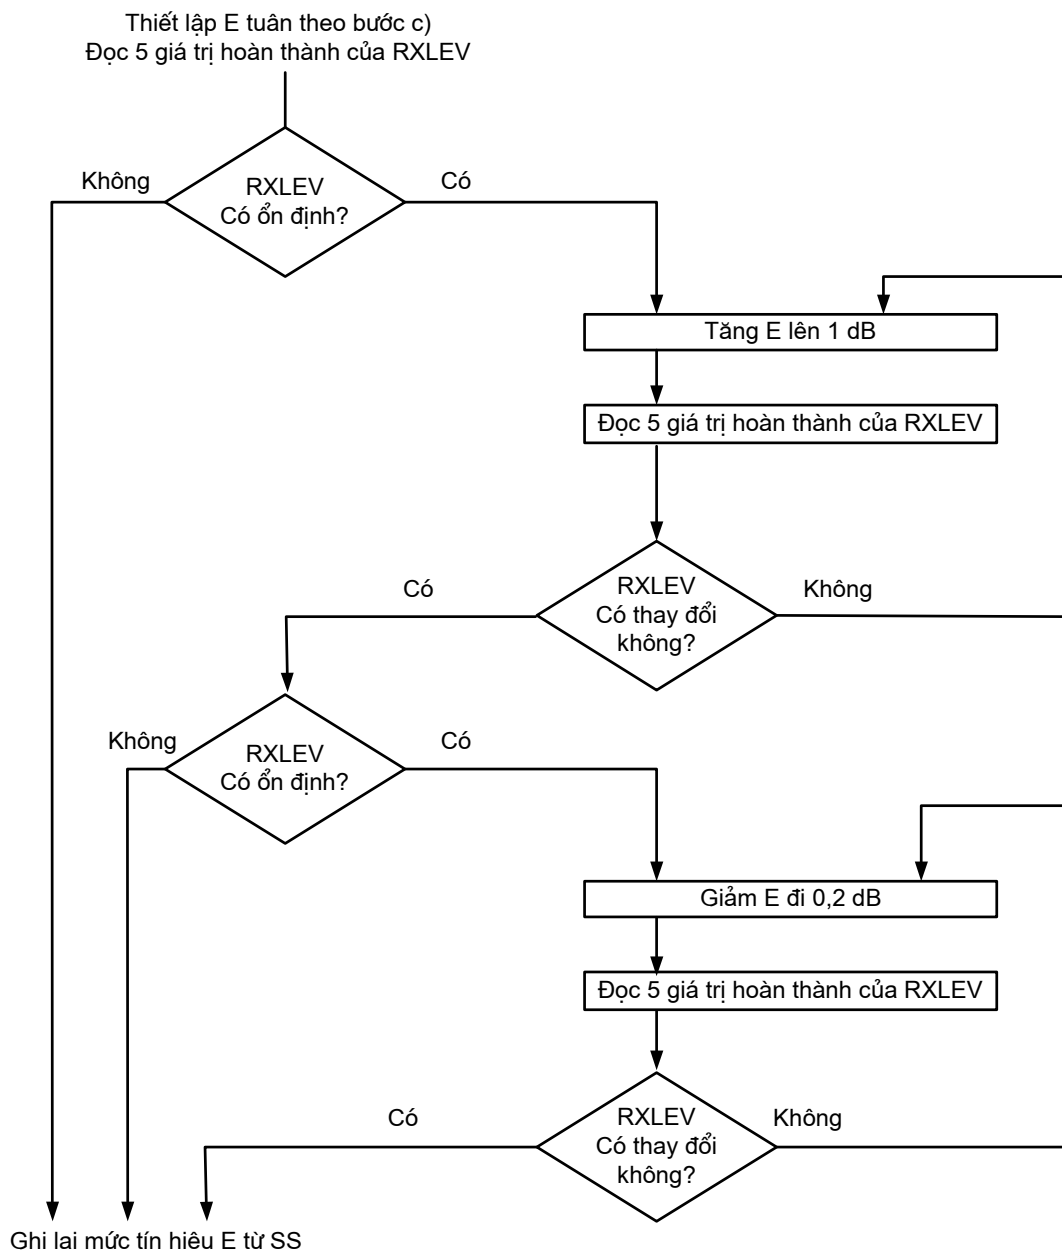 Thiết lập E tuân theo bước c)
Đọc 5 giá trị hoàn thành của RXLEV
Không
RXLEV
Có ổn định?
Có
Tăng E lên 1 dB
Đọc 5 giá trị hoàn thành của RXLEV
Có
RXLEV
Có thay đổi
không?
Không
Không
RXLEV
Có ổn định?
Có
Giảm E đi 0,2 dB
Đọc 5 giá trị hoàn thành của RXLEV
Có
RXLEV
Có thay đổi
không?
Không
Ghi lại mức tín hiệu E từ SS